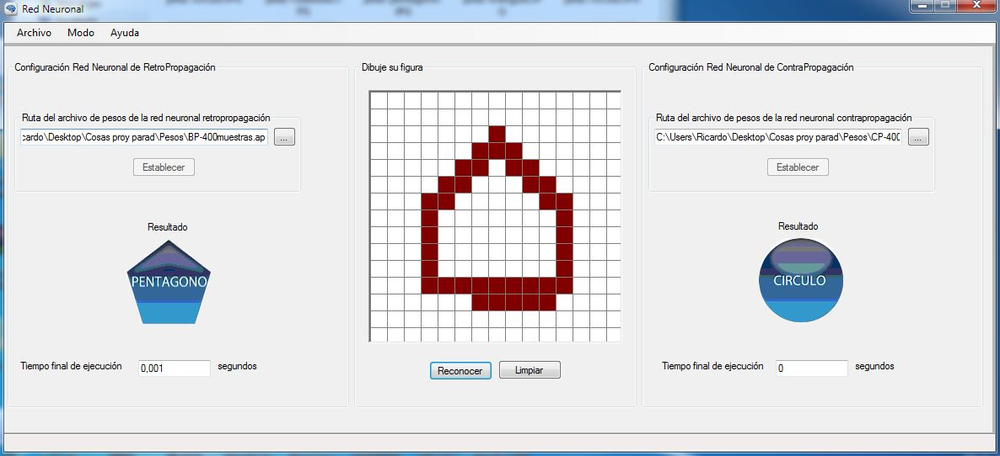 Red Neuronal
Archivo Modo Ayuda
Configuración Red Neuronal de RetroPropagación
Ruta del archivo de pesos de la red neuronal retropropagación
cardo\Desktop\Cosas proy parad\Pesos\BP-400muestras.ap
...
Establecer
Resultado
PENTAGONO
Tiempo final de ejecución 0,001 segundos
Dibuje su figura
Reconocer Limpiar
Configuración Red Neuronal de ContraPropagación
Ruta del archivo de pesos de la red neuronal contrapropagación
C:\Users\Ricardo\Desktop\Cosas proy parad\Pesos\CP-400
...
Establecer
Resultado
CIRCULO
Tiempo final de ejecución 0 segundos